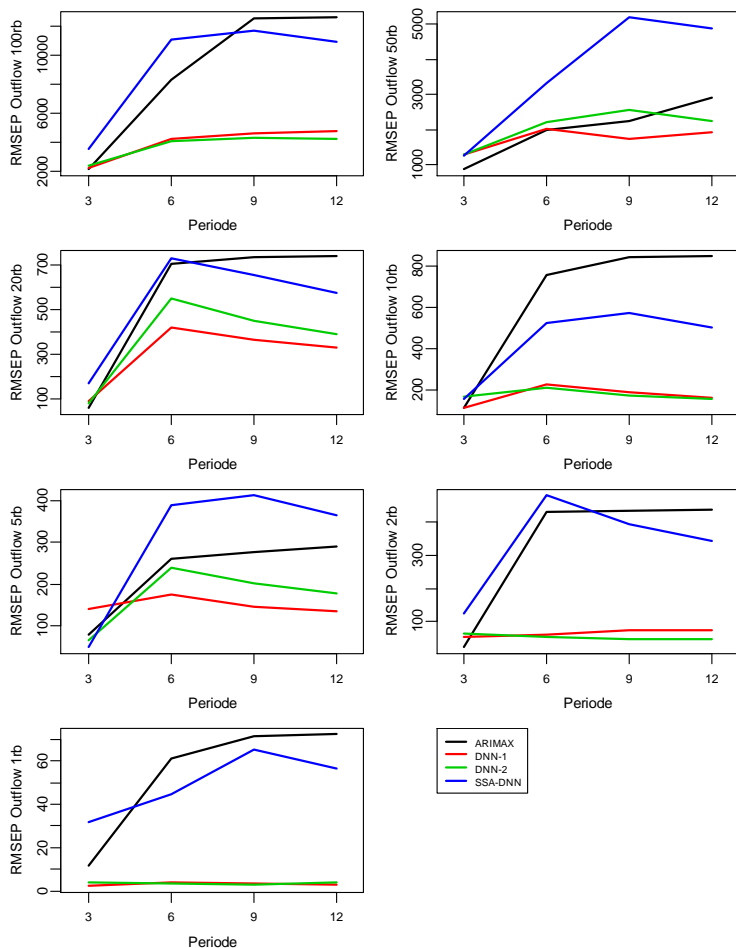 RMSEP Outflow 100rb
2000 6000 10000
3 6 9 12
Periode
RMSEP Outflow 50rb
1000 3000 5000
3 6 9 12
Periode
RMSEP Outflow 20rb
100 300 500 700
3 6 9 12
Periode
RMSEP Outflow 10rb
200 400 600 800
3 6 9 12
Periode
RMSEP Outflow 5rb
100 200 300 400
3 6 9 12
Periode
RMSEP Outflow 2rb
100 300
3 6 9 12
Periode
RMSEP Outflow 1rb
0 20 40 60
3 6 9 12
Periode
ARIMAX
DNN-1
DNN-2
SSA-DNN